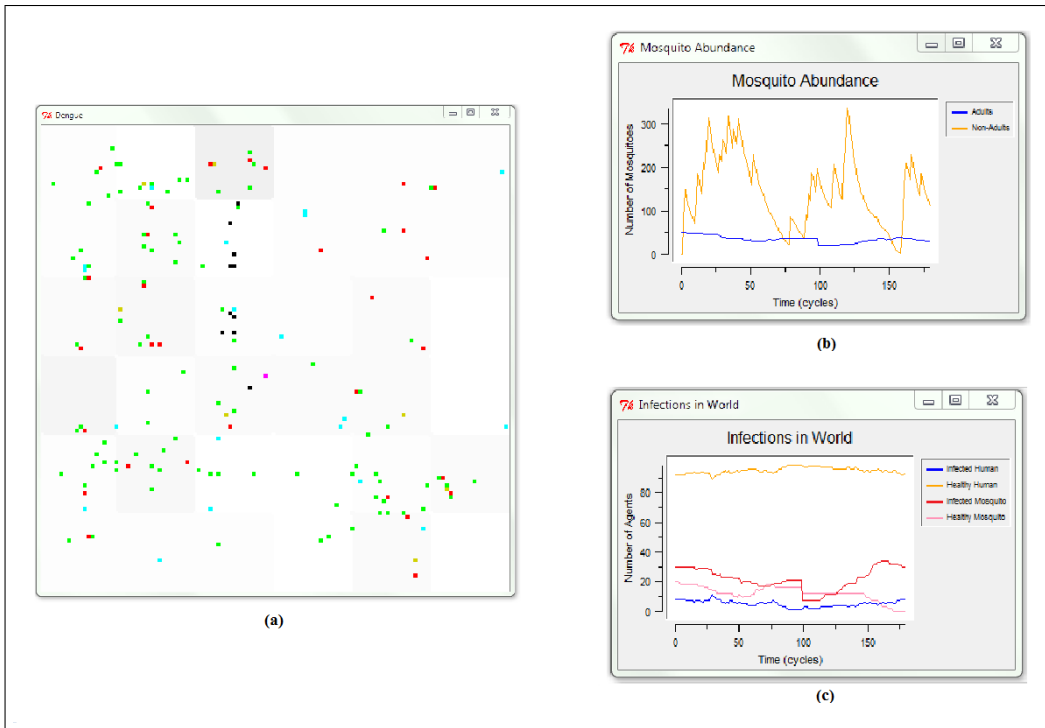 Dengue
(a)
Mosquito Abundance
Mosquito Abundance
Number of Mosquitoes
300
200
100
0
0
50
100
150
Time (cycles)
Adults
Non-Adults
(b)
Infections in World
Infections in World
Number of Agents
80
60
40
20
0
0
50
100
150
Time (cycles)
Infected Human
Healthy Human
Infected Mosquito
Healthy Mosquito
(c)